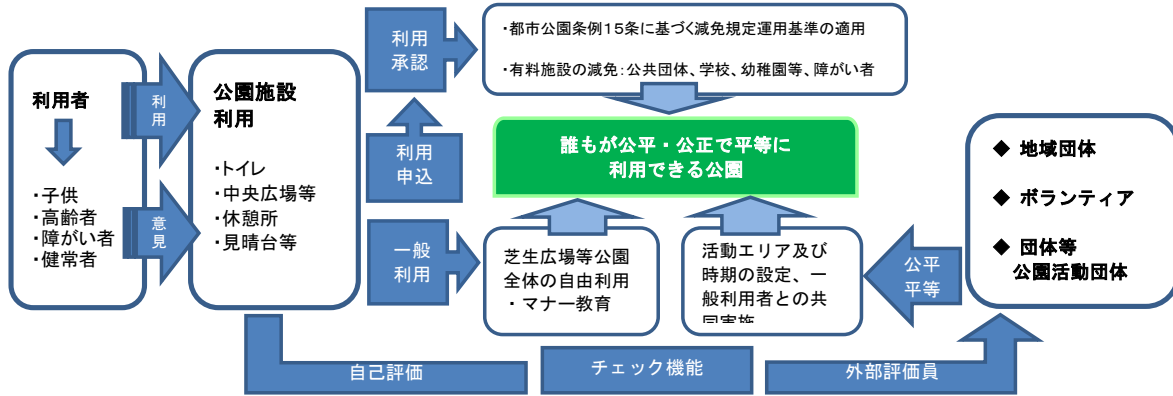 利用者
・子供
・高齢者
・障がい者
・健常者
利
用
意
見
公園施設
利用
・トイレ
・中央広場等
・休憩所
・見晴台等
利用
承認
利用
申込
一般
利用
・都市公園条例15条に基づく減免規定運用基準の適用
・有料施設の減免：公共団体、学校、幼稚園等、障がい者
誰もが公平・公正で平等に
利用できる公園
芝生広場等公園
全体の自由利用
・マナー教育
活動エリア及び
時期の設定、一
般利用者との共
同実施
公平
平等
◆ 地域団体
◆ ボランティア
◆ 団体等
公園活動団体
自己評価
チェック機能
外部評価員